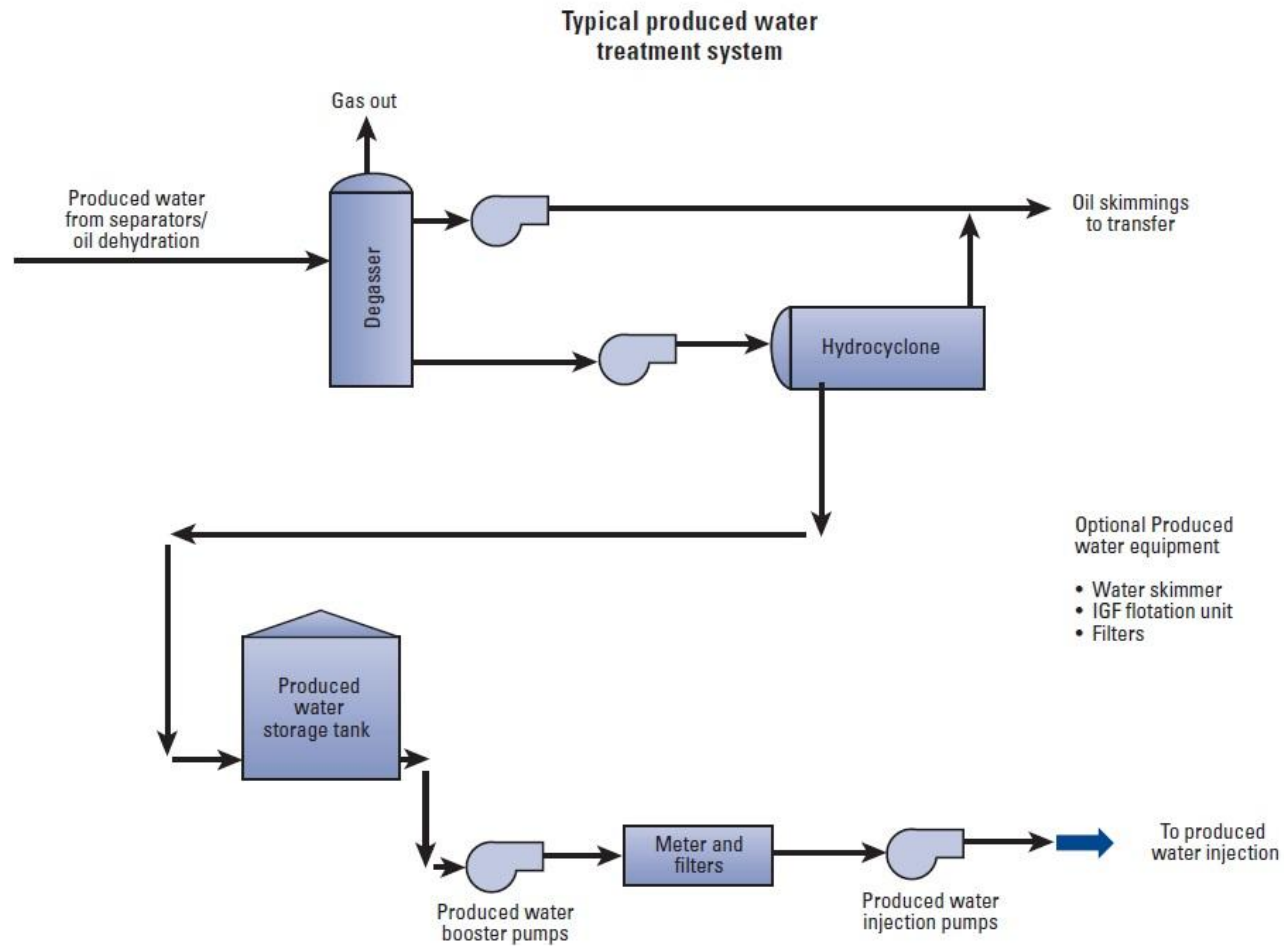 Typical produced water
treatment system
Gas out
Produced water
from separators/
oil dehydration
Degasser
Oil skimmings
to transfer
Hydrocyclone
Optional Produced
water equipment
• Water skimmer
• IGF flotation unit
• Filters
Produced
water
storage tank
Meter and
filters
To produced
water injection
Produced water
booster pumps
Produced water
injection pumps